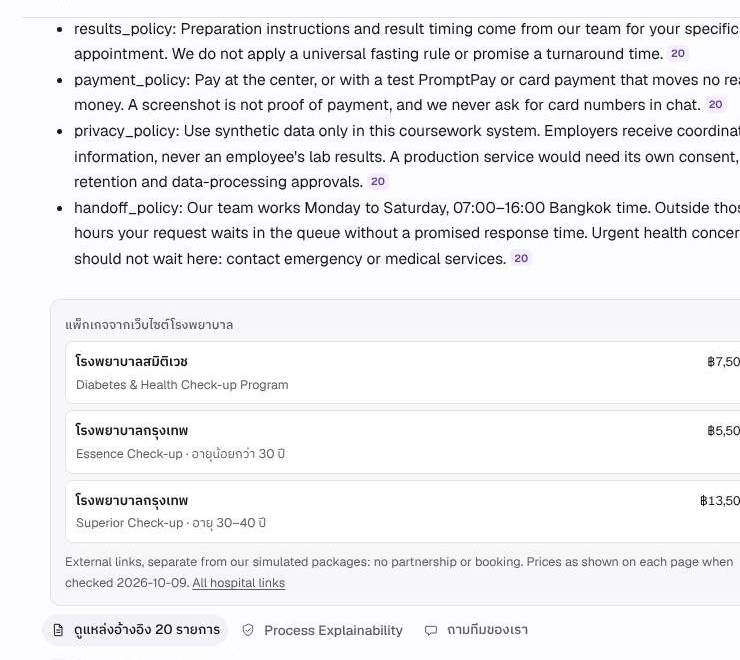 results_policy: Preparation instructions and result timing come from our team for your specific
appointment. We do not apply a universal fasting rule or promise a turnaround time. 20
payment_policy: Pay at the center, or with a test PromptPay or card payment that moves no
money. A screenshot is not proof of payment, and we never ask for card numbers in chat. 20
privacy_policy: Use synthetic data only in this coursework system. Employers receive
information, never an employee's lab results. A production service would need its own consent,
retention and data-processing approvals. 20
handoff_policy: Our team works Monday to Saturday, 07:00–16:00 Bangkok time. Outside
hours your request waits in the queue without a promised response time. Urgent health
should not wait here: contact emergency or medical services. 20
แพ็กเกจจากเว็บไซต์โรงพยาบาล
โรงพยาบาลสมิติเวช ฿7,50
Diabetes & Health Check-up Program
โรงพยาบาลกรุงเทพ ฿5,50
Essence Check-up · อายุน้อยกว่า 30 ปี
โรงพยาบาลกรุงเทพ ฿13,50
Superior Check-up · อายุ 30–40 ปี
External links, separate from our simulated packages: no partnership or booking. Prices as shown on each page when
checked 2026-10-09. All hospital links
ดูแหล่งอ้างอิง 20 รายการ Process Explainability ถามทีมของเรา